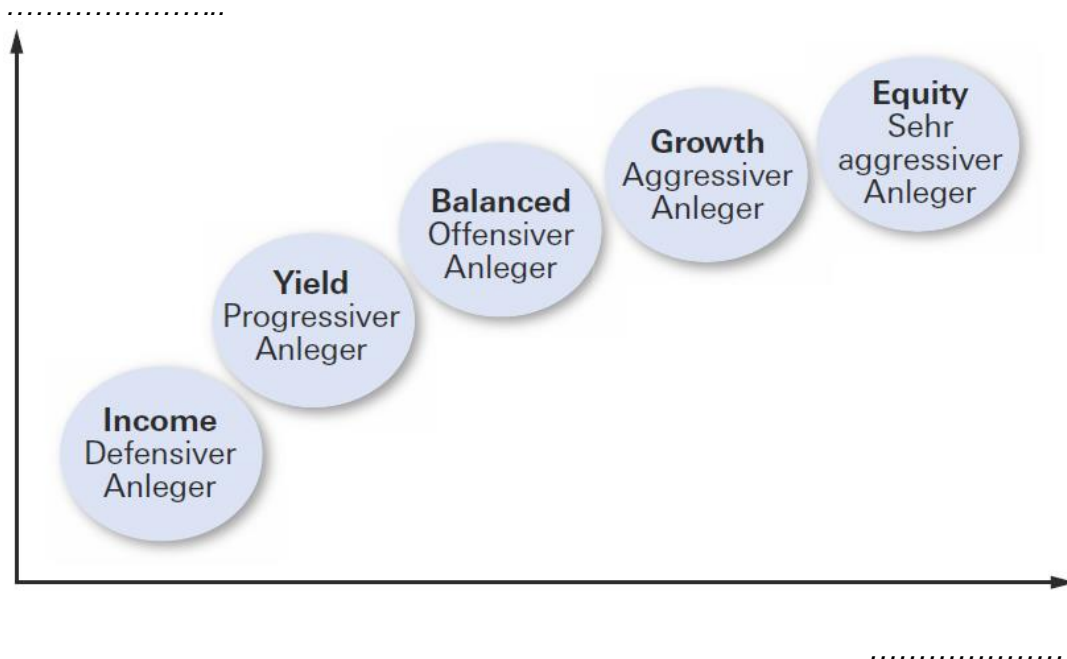 ……………………..
Equity
Sehr
aggressiver
Anleger
Growth
Aggressiver
Anleger
Balanced
Offensiver
Anleger
Yield
Progressiver
Anleger
Income
Defensiver
Anleger
…………………